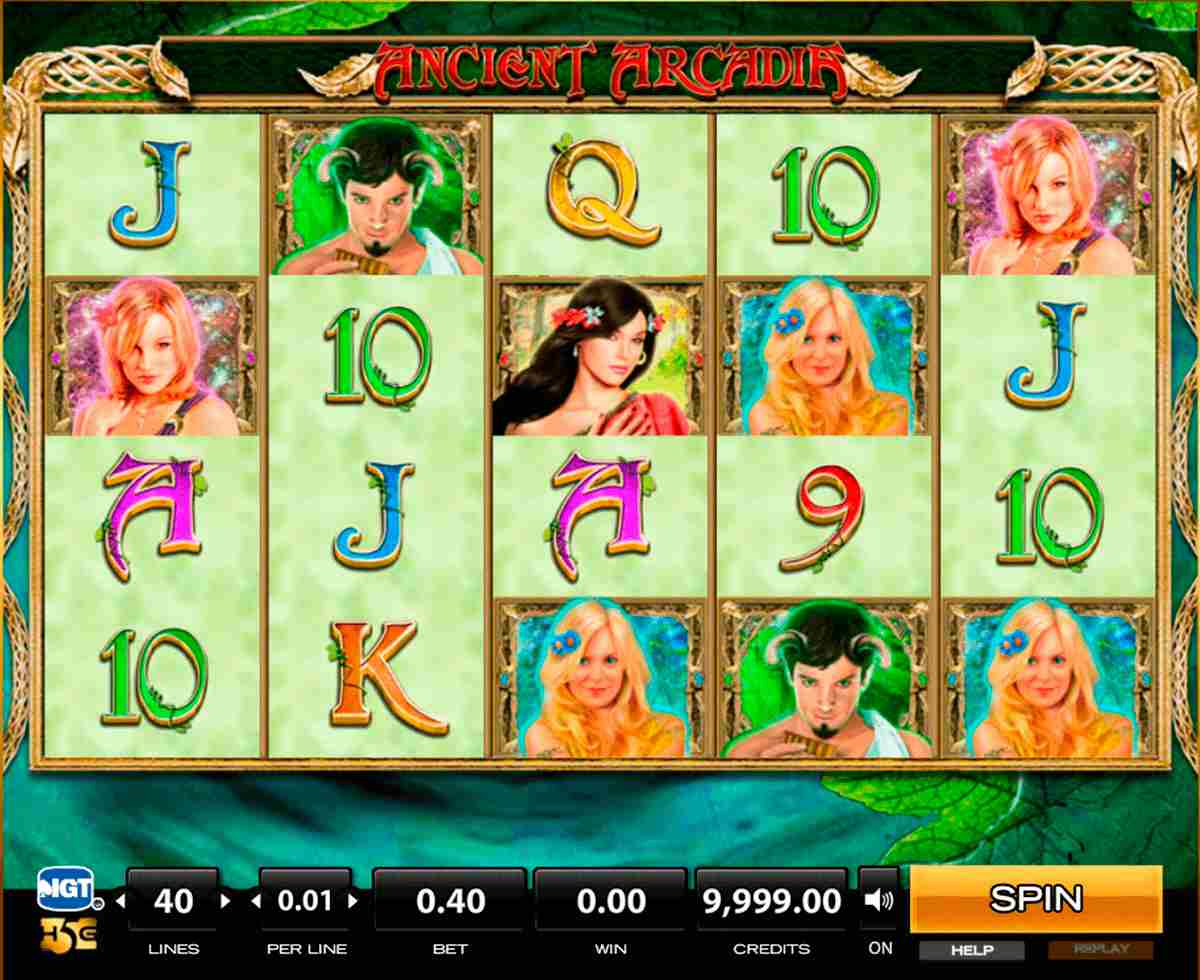 ANCIENT ARCADIA
J Q 10
10 J
A J A 9 10
10 K
IGT
H5G
40 0.01 0.40 0.00 9,999.00 SPIN
LINES PER LINE BET WIN CREDITS ON HELP REPLAY